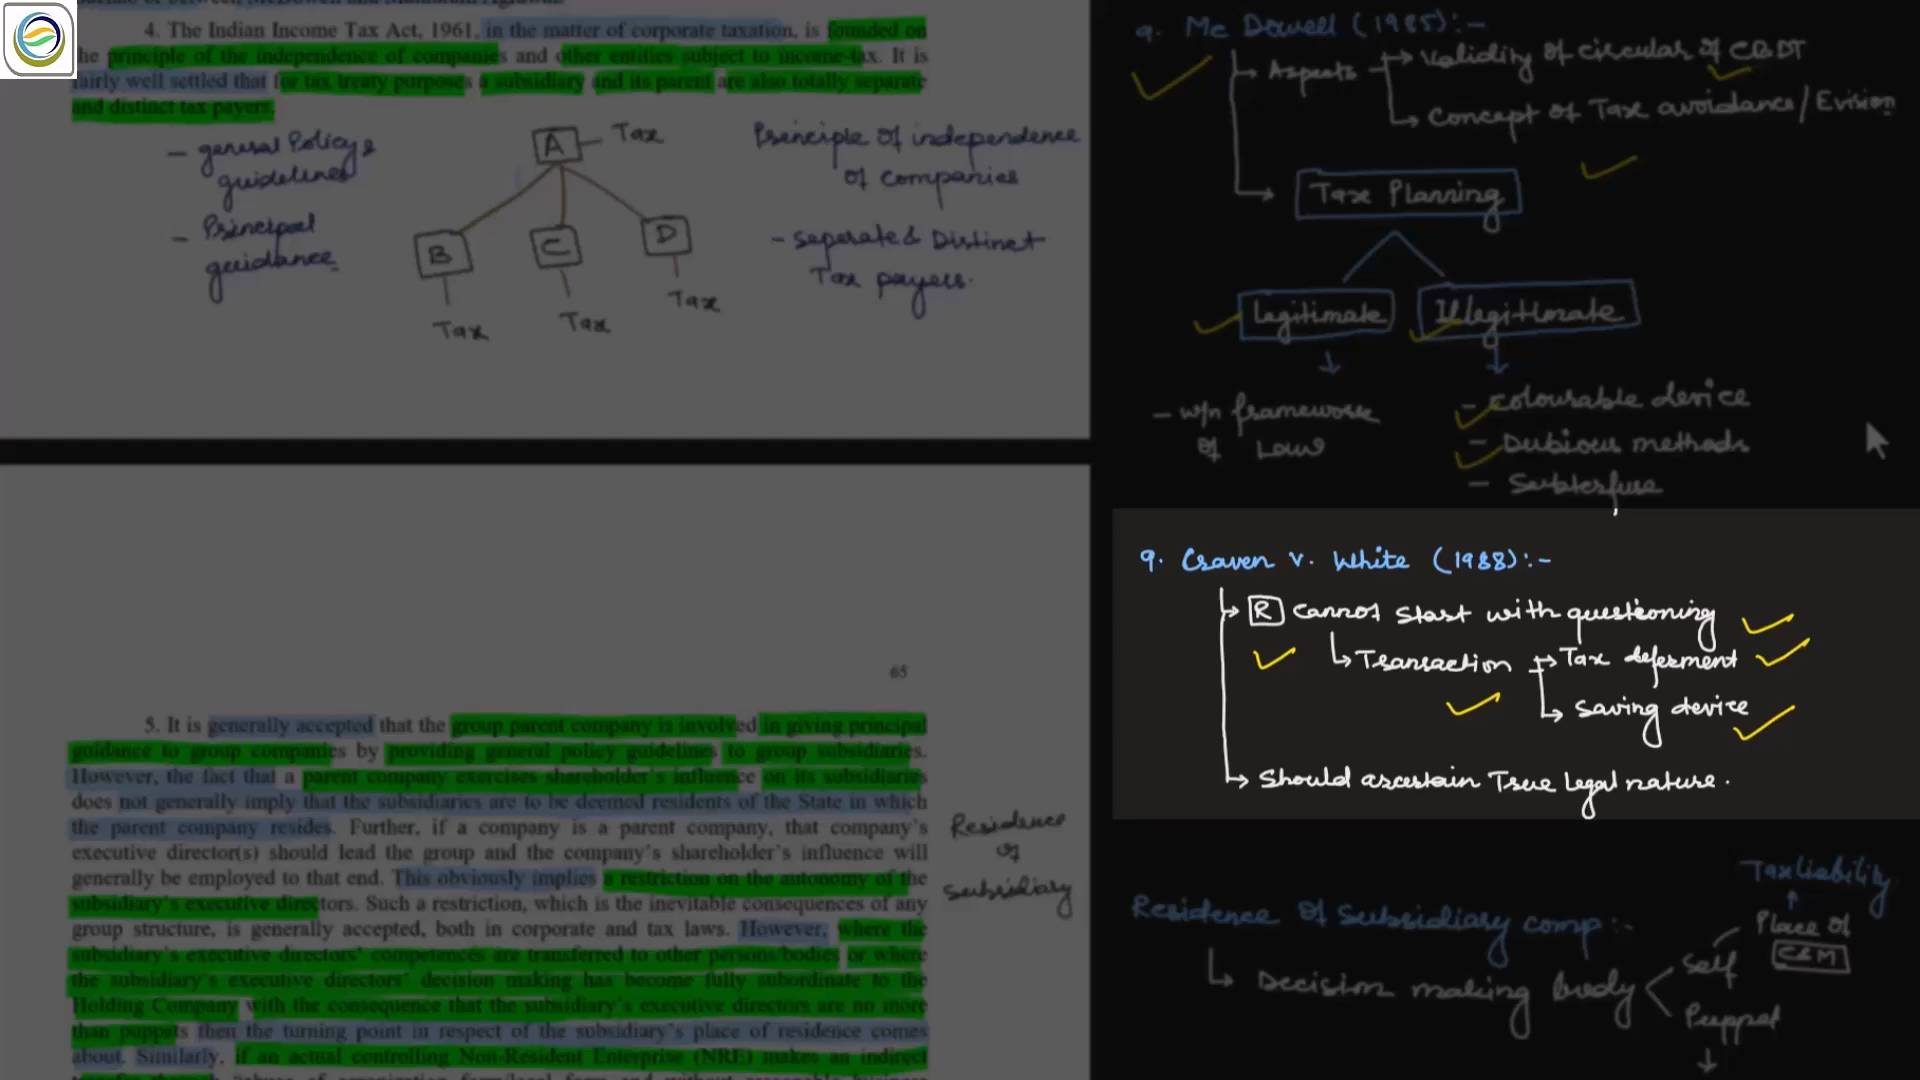 4. The Indian Income Tax Act, 1961, in the matter of corporate taxation, is founded on
the principle of the independence of companies and other entities subject to income-tax. It is
fairly well settled that for tax treaty purposes a subsidiary and its parent are also totally separate
and distinct tax payers.
- general Policy &
guidelines
- Principal
guidance
A - Tax
B
C
D
Tax
Tax
Tax
Principle of independence
of companies
- Seperate & Distinct
Tax payers.
65
5. It is generally accepted that the group parent company is involved in giving principal
guidance to group companies by providing general policy guidelines to group subsidiaries.
However, the fact that a parent company exercises shareholder's influence on its subsidiaries
does not generally imply that the subsidiaries are to be deemed residents of the State in which
the parent company resides. Further, if a company is a parent company, that company's
executive director(s) should lead the group and the company's shareholder's influence will
generally be employed to that end. This obviously implies a restriction on the autonomy of the
subsidiary's executive directors. Such a restriction, which is the inevitable consequences of any
group structure, is generally accepted, both in corporate and tax laws. However, where the
subsidiary's executive directors' competences are transferred to other persons/bodies or where
the subsidiary's executive directors' decision making has become fully subordinate to the
Holding Company with the consequence that the subsidiary's executive directors are no more
than puppets then the turning point in respect of the subsidiary's place of residence comes
about. Similarly, if an actual controlling Non-Resident Enterprise (NRE) makes an indirect
Residence
of
Subsidiary
9. Mc Dowell (1985):-
Aspects
Validity of circular of CBDT
Concept of Tax avoidance/Evision
Tax Planning
Legitimate
Illegitimate
- w/n framework
of Law
- Colourable device
- Dubious methods
- Subterfuse
9. Craven v. White (1988):-
R cannot start with questioning
Transaction
Tax deferment
Saving device
Should ascertain True legal nature.
Residence of Subsidiary comp:-
Decision making body
Self
Puppet
Place of
C&M
Tax liability